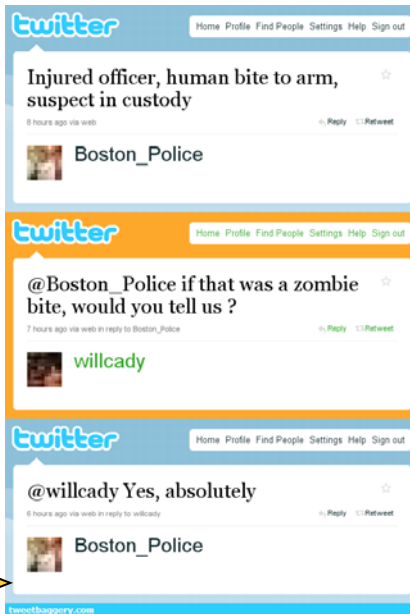 twitter
Home Profile Find People Settings Help Sign out
Injured officer, human bite to arm,
suspect in custody
8 hours ago via web Reply Retweet
Boston_Police
twitter
Home Profile Find People Settings Help Sign out
@Boston_Police if that was a zombie
bite, would you tell us ?
7 hours ago via web in reply to Boston_Police Reply Retweet
willcady
twitter
Home Profile Find People Settings Help Sign out
@willcady Yes, absolutely
6 hours ago via web in reply to willcady Reply Retweet
Boston_Police
tweetbaggery.com